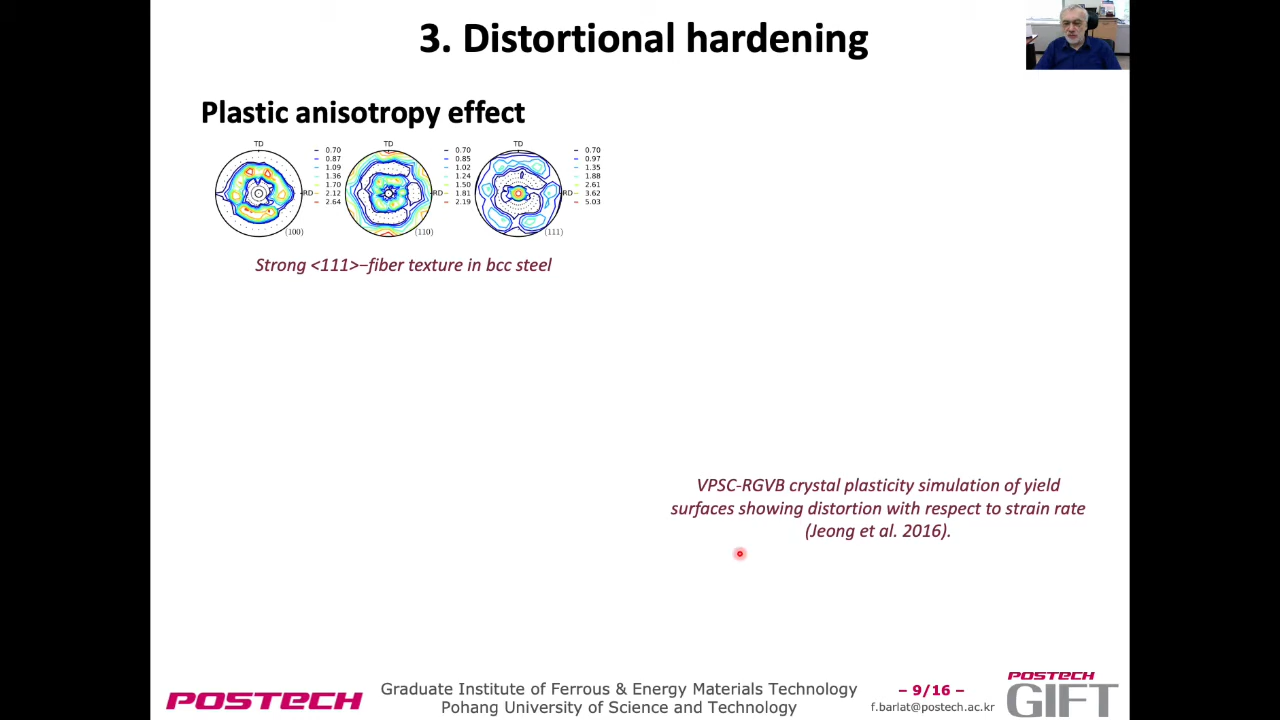 3. Distortional hardening
Plastic anisotropy effect
TD
TD
TD
0.70
0.87
1.09
1.36
1.70
2.12
2.64
RD
(100)
0.70
0.85
1.02
1.24
1.50
1.81
2.19
RD
(110)
0.70
0.97
1.35
1.88
2.61
3.62
5.03
RD
(111)
Strong <111>–fiber texture in bcc steel
VPSC-RGVB crystal plasticity simulation of yield
surfaces showing distortion with respect to strain rate
(Jeong et al. 2016).
POSTECH
Graduate Institute of Ferrous & Energy Materials Technology
Pohang University of Science and Technology
– 9/16 –
f.barlat@postech.ac.kr
POSTECH
GIFT